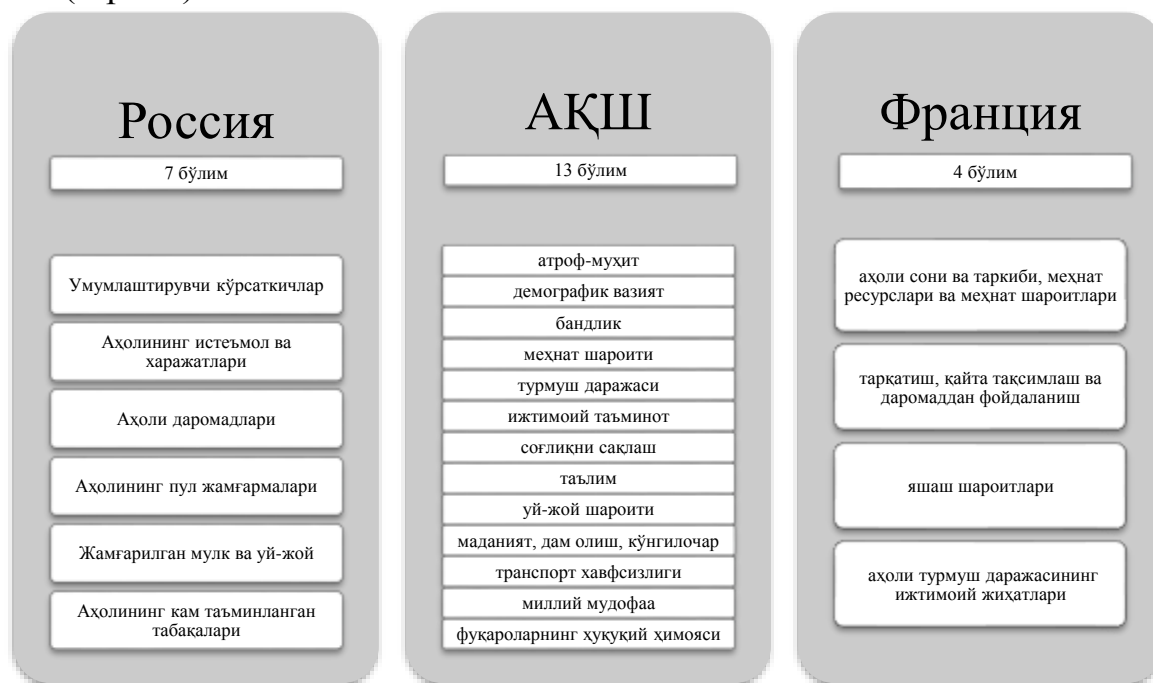 Россия
7 бўлим
Умумлаштирувчи кўрсаткичлар
Аҳолининг истеъмол ва
харажатлари
Аҳоли даромадлари
Аҳолининг пул жамғармалари
Жамғарилган мулк ва уй-жой
Аҳолининг кам таъминланган
табақалари
АҚШ
13 бўлим
атроф-муҳит
демографик вазият
бандлик
меҳнат шароити
турмуш даражаси
ижтимоий таъминот
соғлиқни сақлаш
таълим
уй-жой шароити
маданият, дам олиш, кўнгилочар
транспорт хавфсизлиги
миллий мудофаа
фуқароларнинг ҳуқуқий ҳимояси
Франция
4 бўлим
аҳоли сони ва таркиби, меҳнат
ресурслари ва меҳнат шароитлари
тарқатиш, қайта тақсимлаш ва
даромаддан фойдаланиш
яшаш шароитлари
аҳоли турмуш даражасининг
ижтимоий жиҳатлари